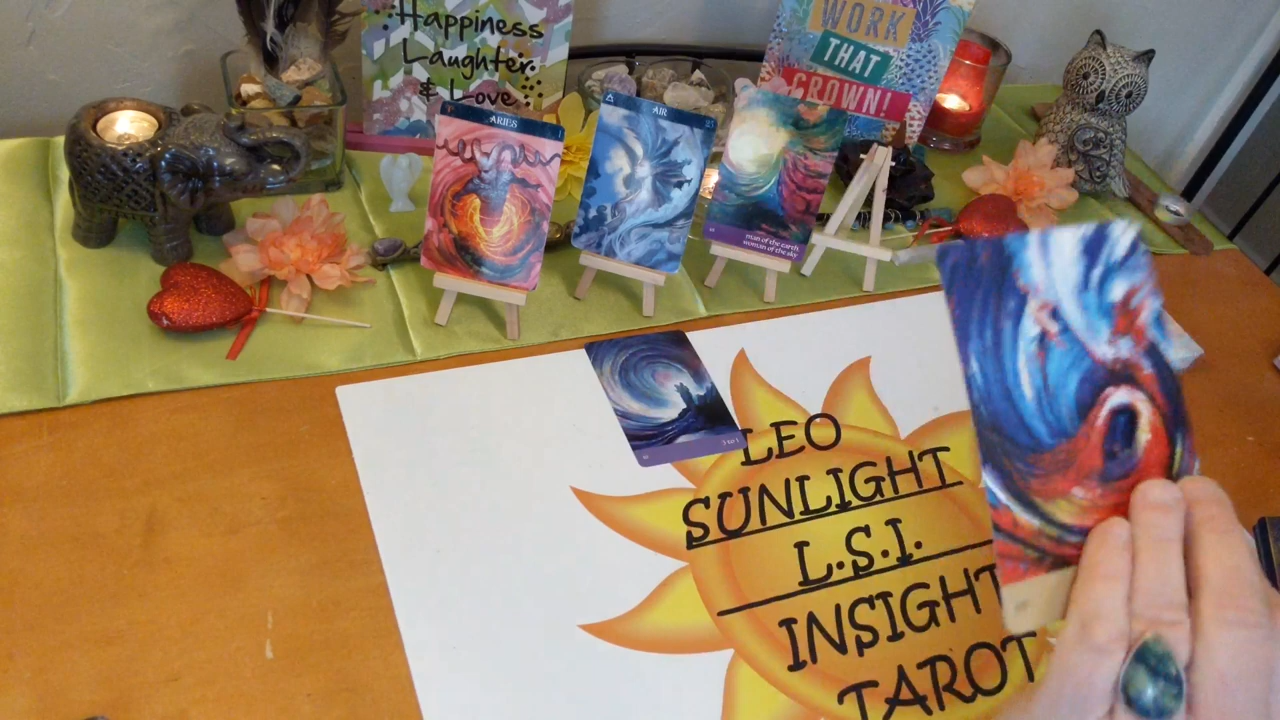 Happiness
Laughter
& Love
WORK
THAT
CROWN!
ARIES
AIR
man of the earth
woman of the sky
LEO
SUNLIGHT
L.S.I.
INSIGHT
TAROT